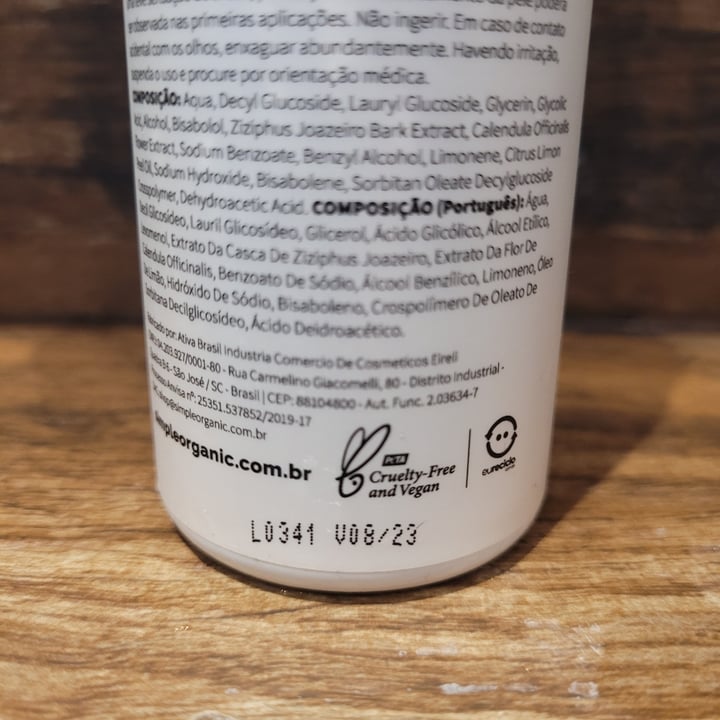 observada nas primeiras aplicações. Não ingerir. Em caso de contato
acidental com os olhos, enxaguar abundantemente. Havendo irritação,
suspenda o uso e procure por orientação médica.
COMPOSIÇÃO: Aqua, Decyl Glucoside, Lauryl Glucoside, Glycerin, Glycolic
Acid, Alcohol, Bisabolol, Ziziphus Joazeiro Bark Extract, Calendula Officinalis
Flower Extract, Sodium Benzoate, Benzyl Alcohol, Limonene, Citrus Limon
Peel Oil, Sodium Hydroxide, Bisabolene, Sorbitan Oleate Decylglucoside
Crosspolymer, Dehydroacetic Acid. COMPOSIÇÃO (Português): Água,
Decil Glicosídeo, Lauril Glicosídeo, Glicerol, Ácido Glicólico, Álcool Etílico,
Levomenol, Extrato Da Casca De Ziziphus Joazeiro, Extrato Da Flor De
Calendula Officinalis, Benzoato De Sódio, Álcool Benzílico, Limoneno, Óleo
De Limão, Hidróxido De Sódio, Bisaboleno, Crospolímero De Oleato De
Sorbitana Decilglicosídeo, Ácido Deidroacético.
Fabricado por: Ativa Brasil Industria Comercio De Cosmeticos Eireli
04.203.927/0001-80 - Rua Carmelino Giacomelli, 80 - Distrito Industrial -
São José / SC - Brasil | CEP: 88104800 - Aut. Func. 2.03634-7
Processo Anvisa nº: 25351.537852/2019-17
@simpleorganic.com.br
simpleorganic.com.br
PETA
Cruelty-Free
and Vegan
eureciclo
L0341 V08/23